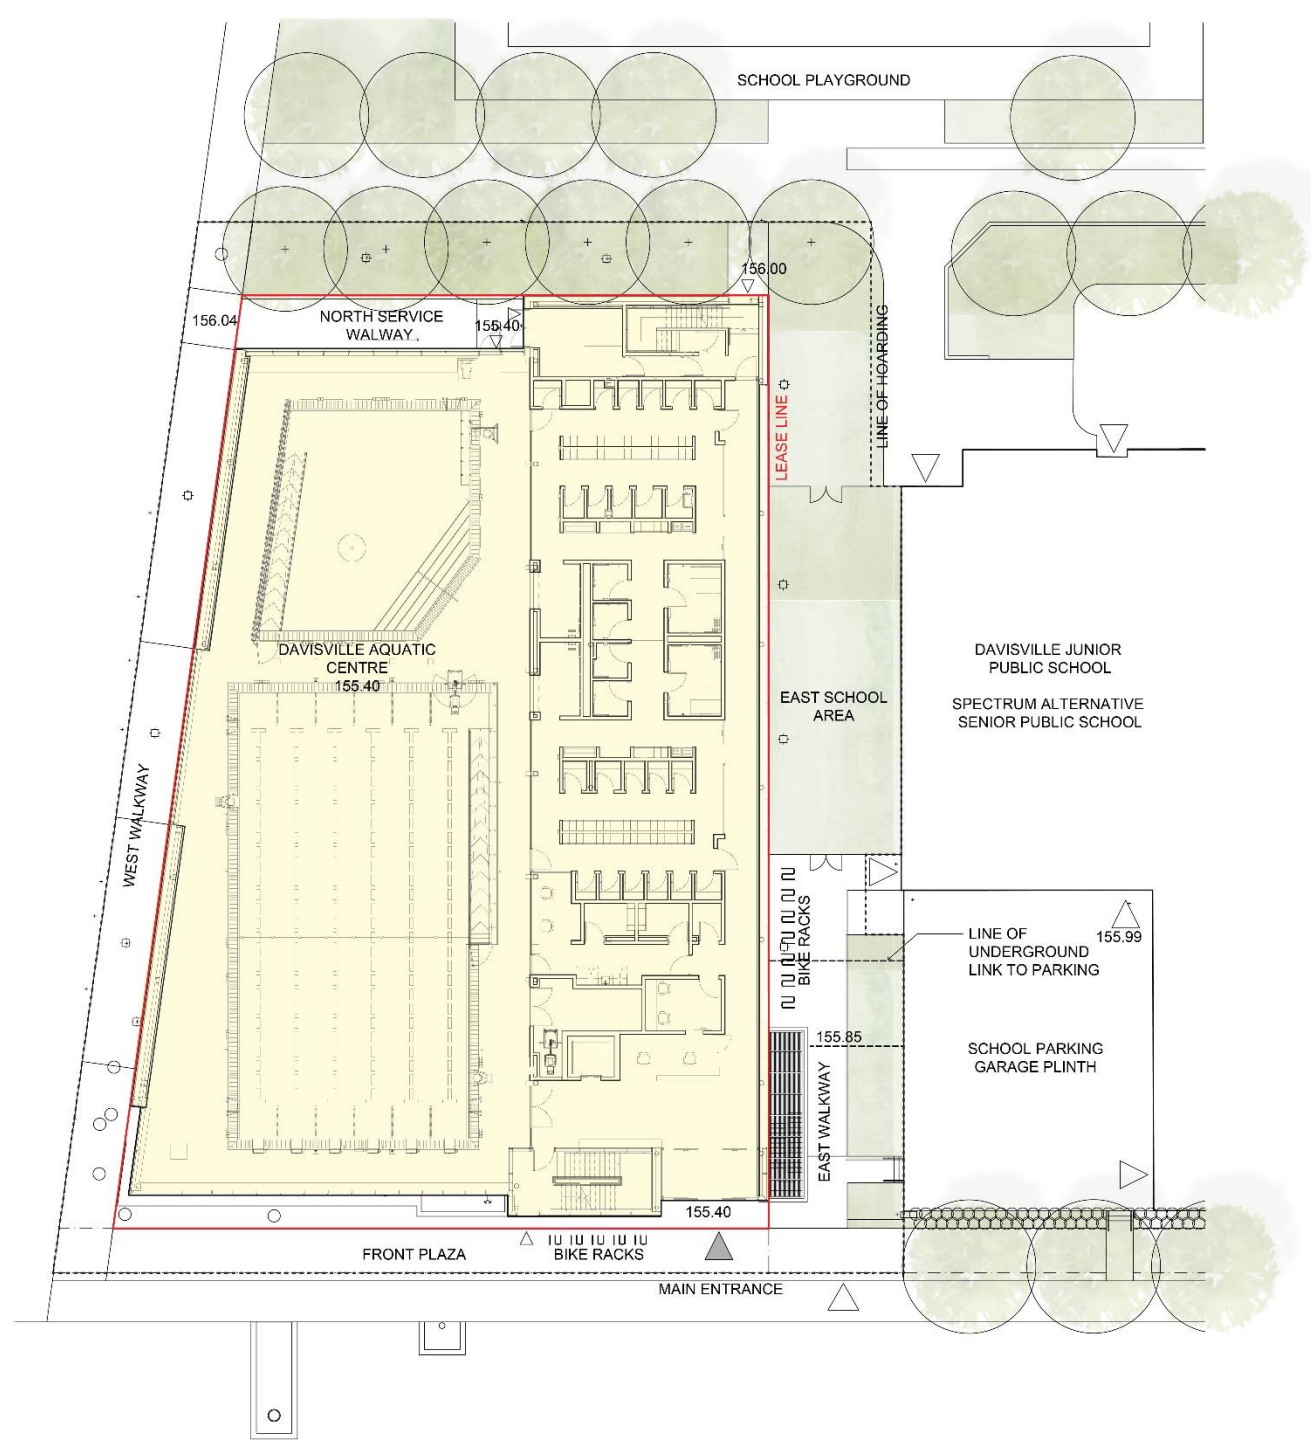 SCHOOL PLAYGROUND
156.00
156.04
NORTH SERVICE
WALWAY
155.40
LINE OF HOARDING
LEASE LINE
DAVISVILLE AQUATIC
CENTRE
155.40
DAVISVILLE JUNIOR
PUBLIC SCHOOL
SPECTRUM ALTERNATIVE
SENIOR PUBLIC SCHOOL
EAST SCHOOL
AREA
WEST WALKWAY
BIKE RACKS
LINE OF
UNDERGROUND
LINK TO PARKING
155.99
155.85
SCHOOL PARKING
GARAGE PLINTH
EAST WALKWAY
155.40
FRONT PLAZA
BIKE RACKS
MAIN ENTRANCE